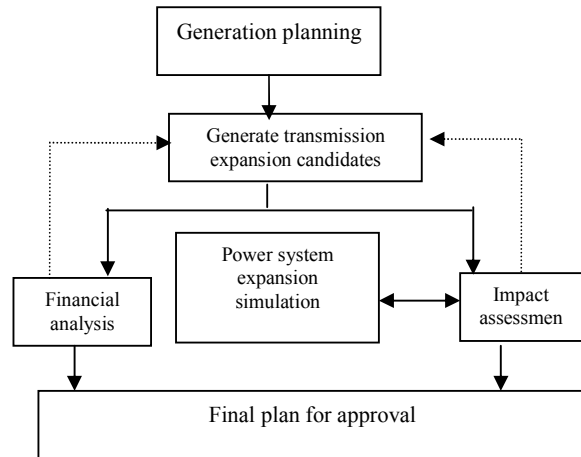 Generation planning
Generate transmission
expansion candidates
Power system
expansion
simulation
Financial
analysis
Impact
assessmen
Final plan for approval